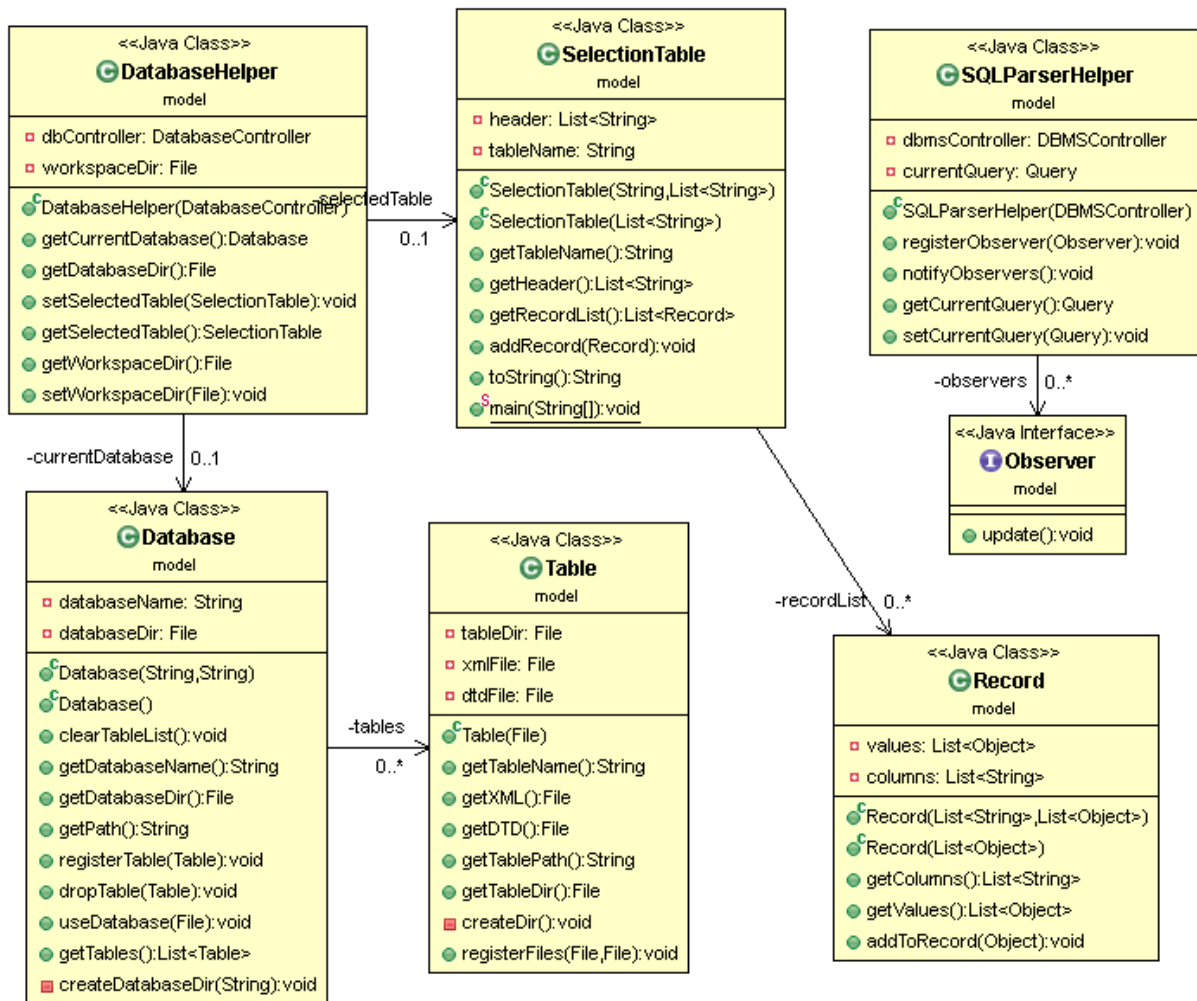 <<Java Class>>
DatabaseHelper
model
dbController: DatabaseController
workspaceDir: File
DatabaseHelper(DatabaseController)
getCurrentDatabase():Database
getDatabaseDir():File
setSelectedTable(SelectionTable):void
getSelectedTable():SelectionTable
getWorkspaceDir():File
setWorkspaceDir(File):void
-selectedTable
0..1
<<Java Class>>
SelectionTable
model
header: List<String>
tableName: String
SelectionTable(String,List<String>)
SelectionTable(List<String>)
getTableName():String
getHeader():List<String>
getRecordList():List<Record>
addRecord(Record):void
toString():String
main(String[]):void
<<Java Class>>
SQLParserHelper
model
dbmsController: DBMSController
currentQuery: Query
SQLParserHelper(DBMSController)
registerObserver(Observer):void
notifyObservers():void
getCurrentQuery():Query
setCurrentQuery(Query):void
-observers
0..*
<<Java Interface>>
Observer
model
update():void
-currentDatabase
0..1
<<Java Class>>
Database
model
databaseName: String
databaseDir: File
Database(String,String)
Database()
clearTableList():void
getDatabaseName():String
getDatabaseDir():File
getPath():String
registerTable(Table):void
dropTable(Table):void
useDatabase(File):void
getTables():List<Table>
createDatabaseDir(String):void
-tables
0..*
<<Java Class>>
Table
model
tableDir: File
xmlFile: File
dtdFile: File
Table(File)
getTableName():String
getXML():File
getDTD():File
getTablePath():String
getTableDir():File
createDir():void
registerFiles(File,File):void
-recordList
0..*
<<Java Class>>
Record
model
values: List<Object>
columns: List<String>
Record(List<String>,List<Object>)
Record(List<Object>)
getColumns():List<String>
getValues():List<Object>
addToRecord(Object):void